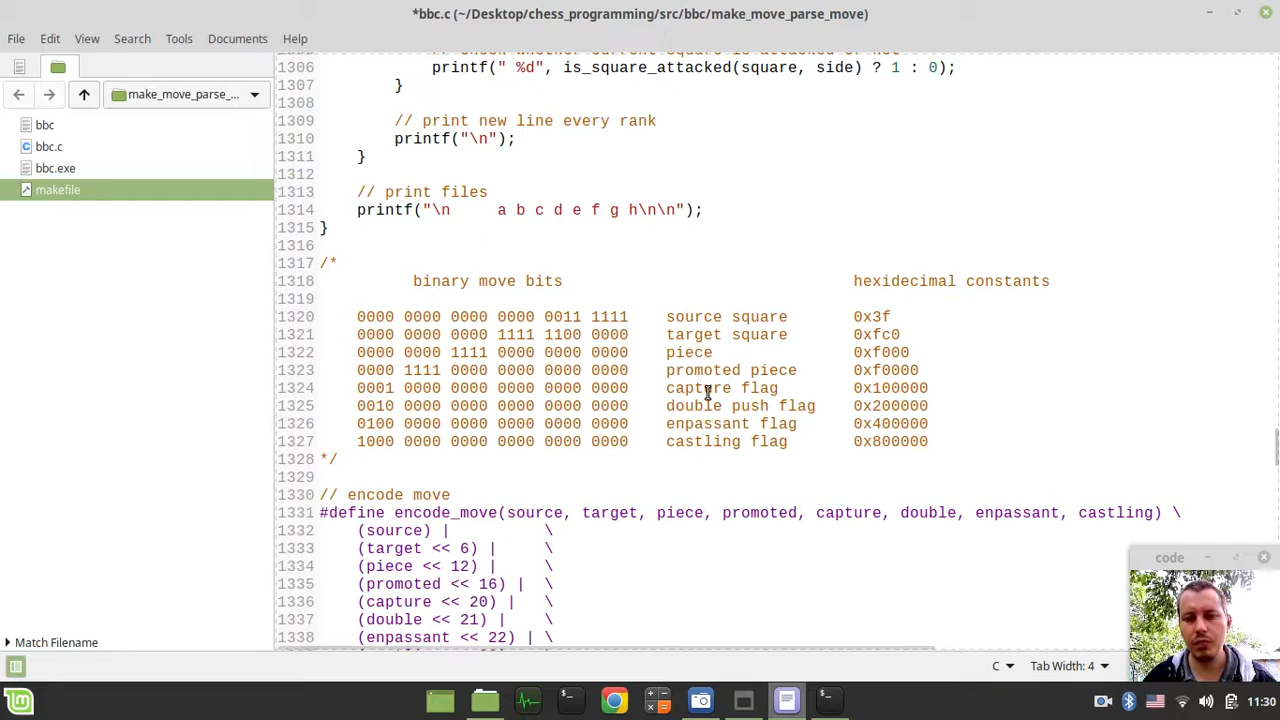 *bbc.c (~/Desktop/chess_programming/src/bbc/make_move_parse_move)
File Edit View Search Tools Documents Help
make_move_parse_...
bbc
bbc.c
bbc.exe
makefile
Match Filename
1306 printf(" %d", is_square_attacked(square, side) ? 1 : 0);
1307 }
1308
1309 // print new line every rank
1310 printf("\n");
1311 }
1312
1313 // print files
1314 printf("\n     a b c d e f g h\n\n");
1315 }
1316
1317 /*
1318 binary move bits hexidecimal constants
1319
1320 0000 0000 0000 0000 0011 1111 source square 0x3f
1321 0000 0000 0000 1111 1100 0000 target square 0xfc0
1322 0000 0000 1111 0000 0000 0000 piece 0xf000
1323 0000 1111 0000 0000 0000 0000 promoted piece 0xf0000
1324 0001 0000 0000 0000 0000 0000 capture flag 0x100000
1325 0010 0000 0000 0000 0000 0000 double push flag 0x200000
1326 0100 0000 0000 0000 0000 0000 enpassant flag 0x400000
1327 1000 0000 0000 0000 0000 0000 castling flag 0x800000
1328 */
1329
1330 // encode move
1331 #define encode_move(source, target, piece, promoted, capture, double, enpassant, castling) \
1332 (source) | \
1333 (target << 6) | \
1334 (piece << 12) | \
1335 (promoted << 16) | \
1336 (capture << 20) | \
1337 (double << 21) | \
1338 (enpassant << 22) | \
code
C Tab Width: 4
11:30